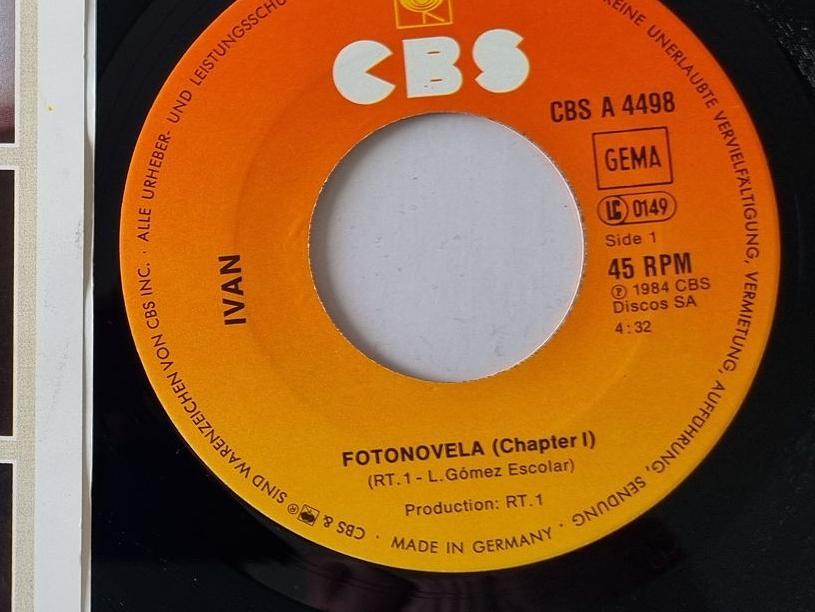 CBS
CBS A 4498
GEMA
LC 0149
Side 1
45 RPM
℗ 1984 CBS
Discos SA
4:32
IVAN
FOTONOVELA (Chapter I)
(RT.1 - L.Gómez Escolar)
Production: RT.1
CBS & ® SIND WARENZEICHEN VON CBS INC. · ALLE URHEBER- UND LEISTUNGSSCHU
KEINE UNERLAUBTE VERVIELFÄLTIGUNG, VERMIETUNG, AUFFÜHRUNG, SENDUNG ·
MADE IN GERMANY ·